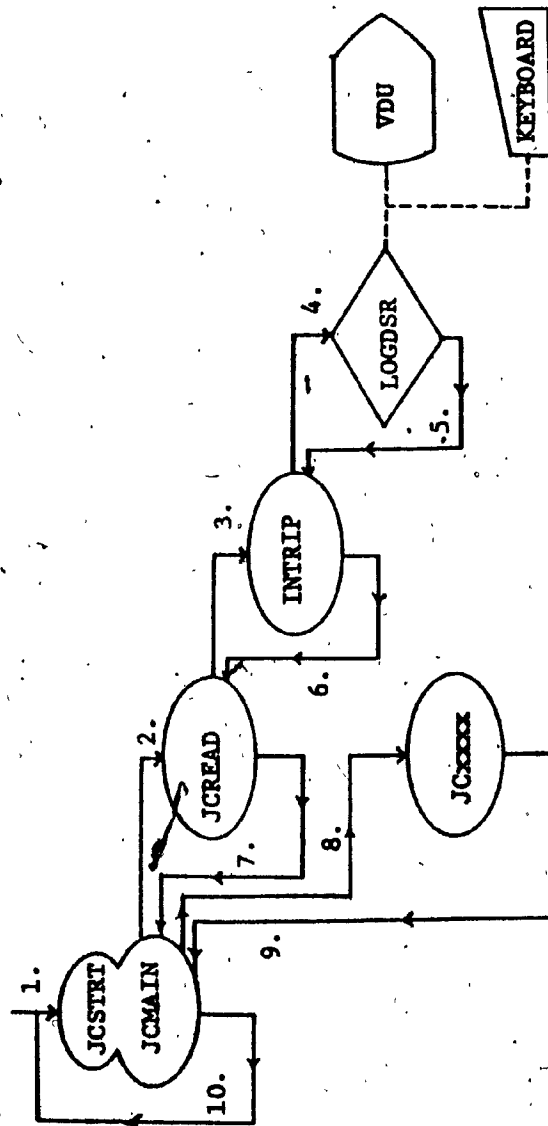 1.
JCSTRT
JCMAIN
10.
2.
JCREAD
7.
8.
9.
3.
INTRIP
6.
JCxxxx
4.
LOGDSR
5.
VDU
KEYBOARD